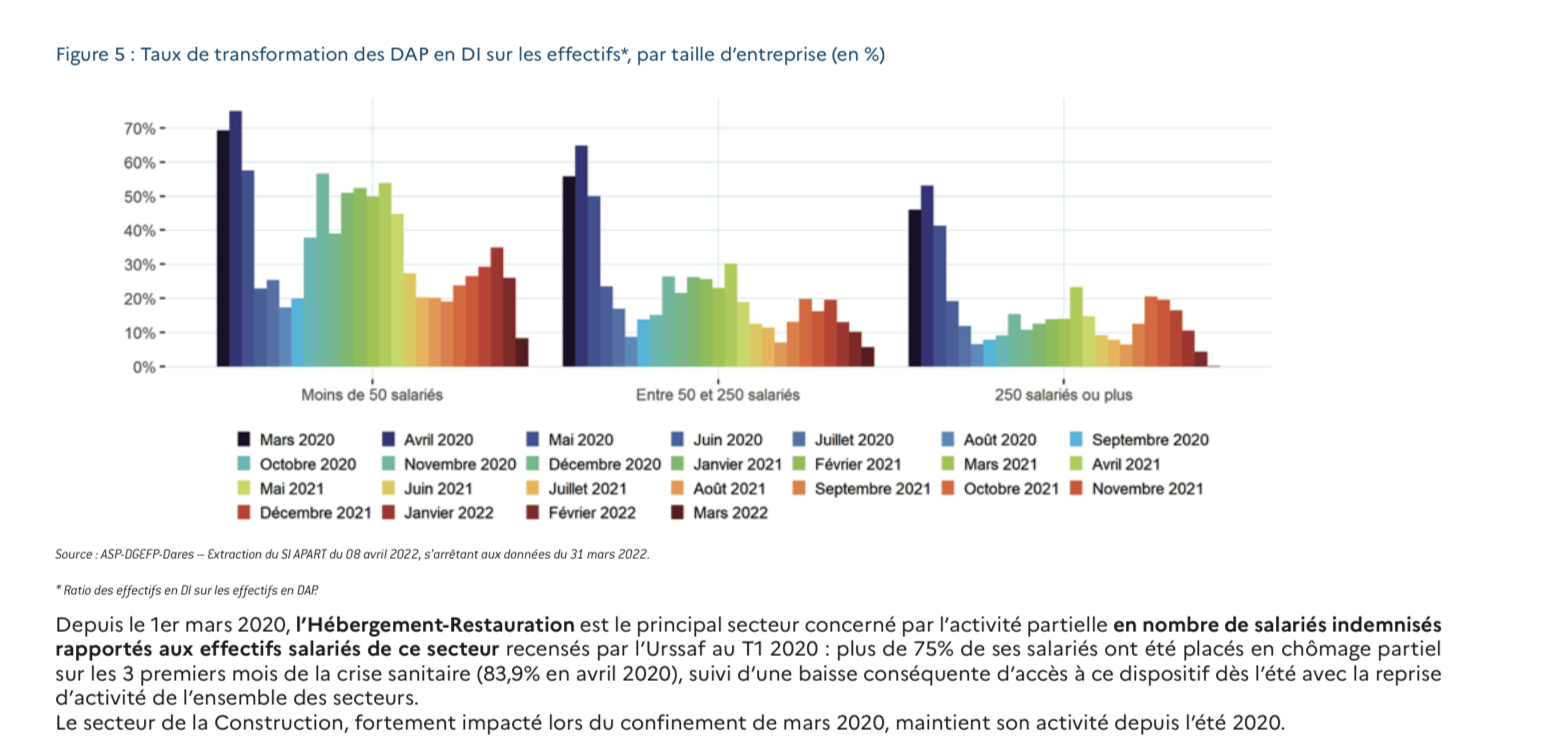 Figure 5 : Taux de transformation des DAP en DI sur les effectifs*, par taille d'entreprise (en %)
70%
60%
50%
40%
30%
20%
10%
0%
Moins de 50 salariés Entre 50 et 250 salariés 250 salariés ou plus
Mars 2020 Avril 2020 Mai 2020 Juin 2020 Juillet 2020 Août 2020 Septembre 2020
Octobre 2020 Novembre 2020 Décembre 2020 Janvier 2021 Février 2021 Mars 2021 Avril 2021
Mai 2021 Juin 2021 Juillet 2021 Août 2021 Septembre 2021 Octobre 2021 Novembre 2021
Décembre 2021 Janvier 2022 Février 2022 Mars 2022
Source : ASP-DGEFP-Dares – Extraction du SI APART du 08 avril 2022, s'arrêtant aux données du 31 mars 2022.
* Ratio des effectifs en DI sur les effectifs en DAP.
Depuis le 1er mars 2020, l'Hébergement-Restauration est le principal secteur concerné par l'activité partielle en nombre de salariés indemnisés
rapportés aux effectifs salariés de ce secteur recensés par l'Urssaf au T1 2020 : plus de 75% de ses salariés ont été placés en chômage partiel
sur les 3 premiers mois de la crise sanitaire (83,9% en avril 2020), suivi d'une baisse conséquente d'accès à ce dispositif dès l'été avec la reprise
d'activité de l'ensemble des secteurs.
Le secteur de la Construction, fortement impacté lors du confinement de mars 2020, maintient son activité depuis l'été 2020.